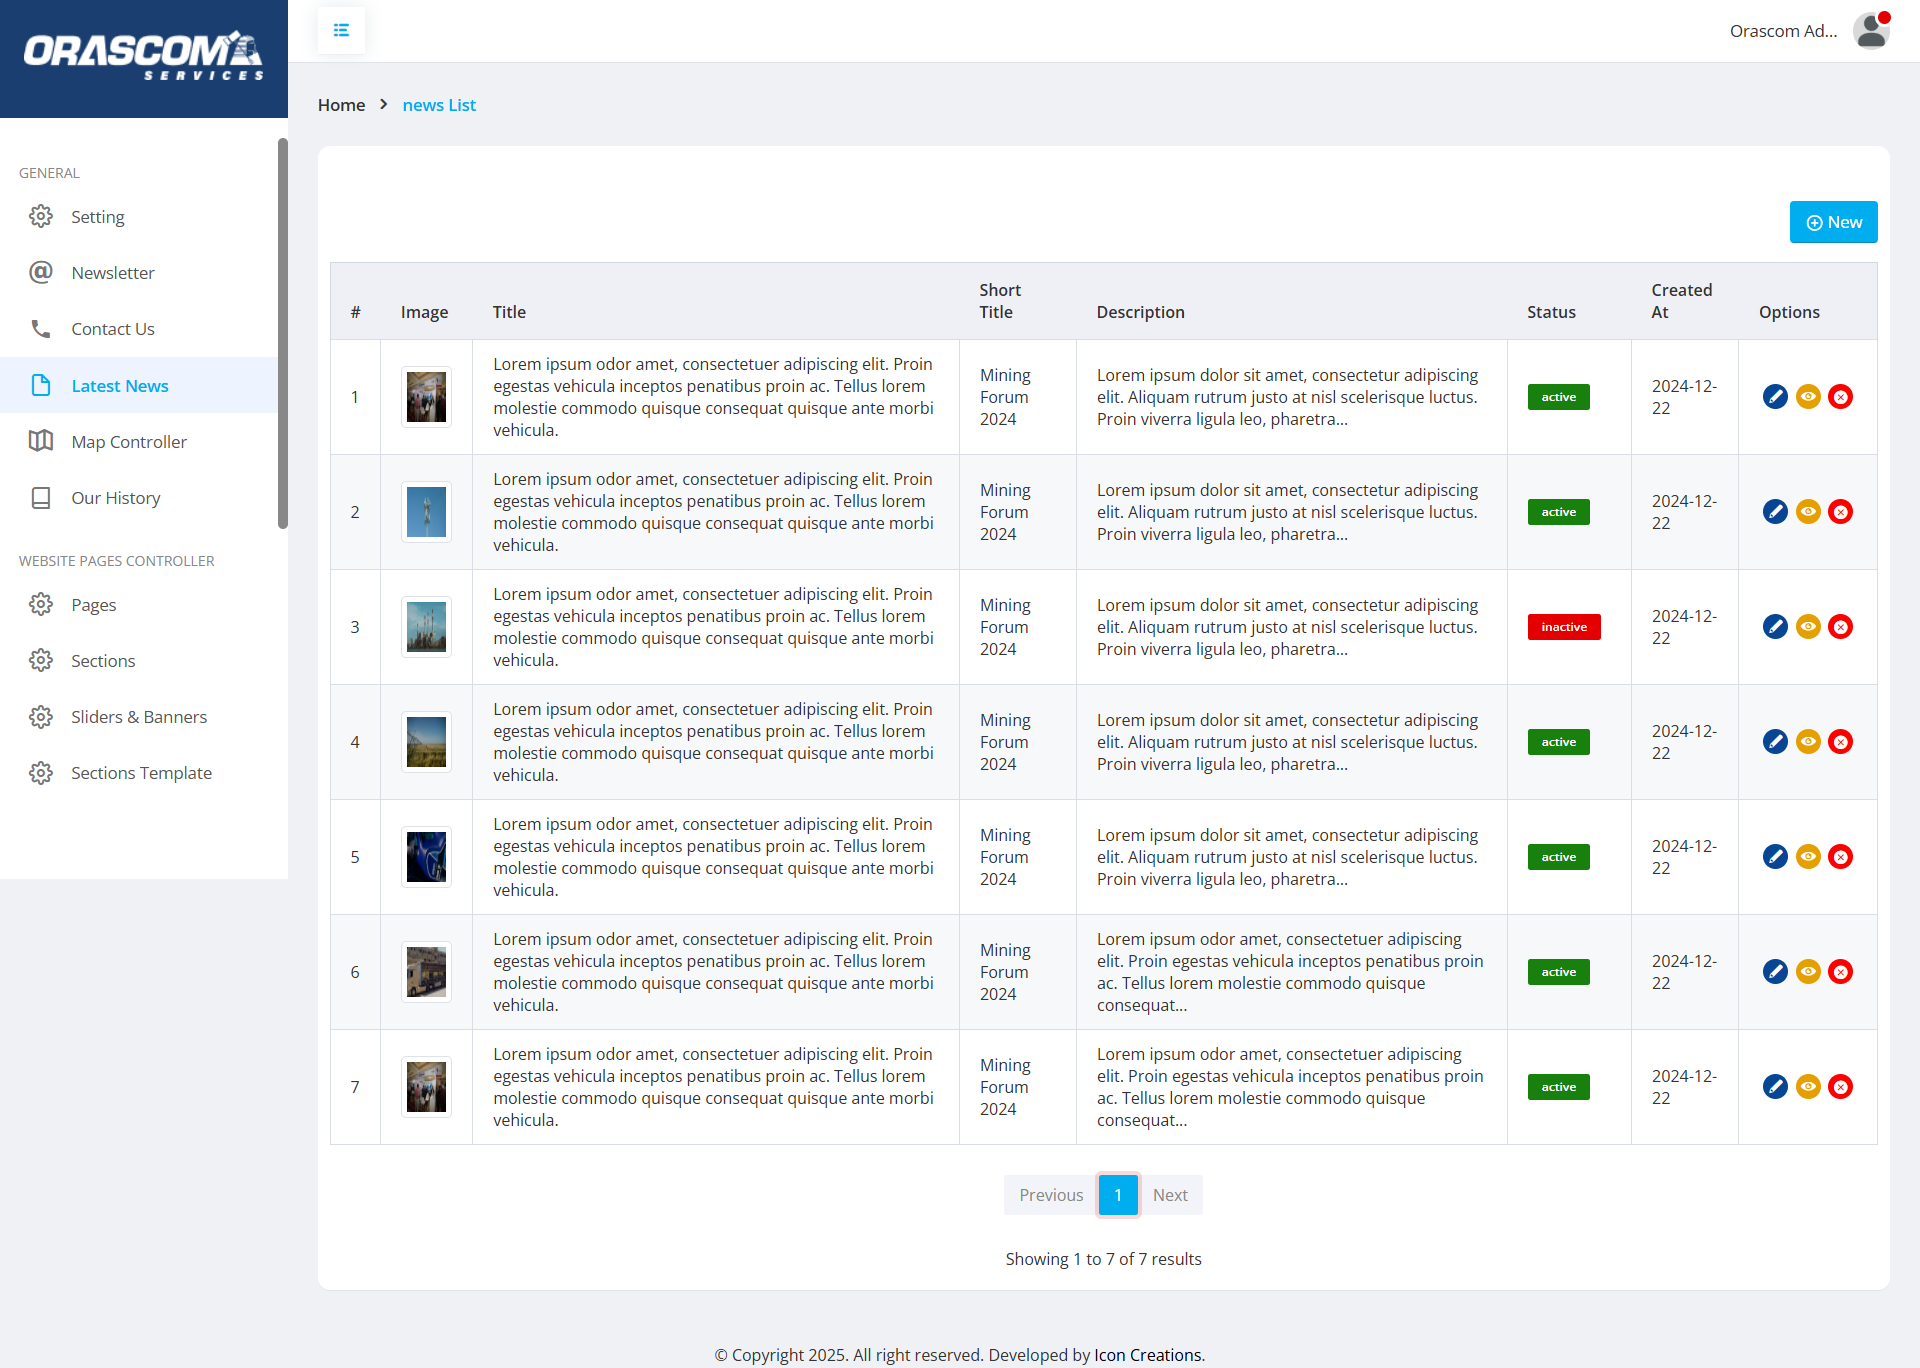 ORASCOM
SERVICES
Orascom Ad...
Home > news List
GENERAL
Setting
Newsletter
Contact Us
Latest News
Map Controller
Our History
WEBSITE PAGES CONTROLLER
Pages
Sections
Sliders & Banners
Sections Template
New
# Image Title Short Title Description Status Created At Options
1
Lorem ipsum odor amet, consectetuer adipiscing elit. Proin
egestas vehicula inceptos penatibus proin ac. Tellus lorem
molestie commodo quisque consequat quisque ante morbi
vehicula.
Mining
Forum
2024
Lorem ipsum dolor sit amet, consectetur adipiscing
elit. Aliquam rutrum justo at nisl scelerisque luctus.
Proin viverra ligula leo, pharetra...
active
2024-12-
22
2
Lorem ipsum odor amet, consectetuer adipiscing elit. Proin
egestas vehicula inceptos penatibus proin ac. Tellus lorem
molestie commodo quisque consequat quisque ante morbi
vehicula.
Mining
Forum
2024
Lorem ipsum dolor sit amet, consectetur adipiscing
elit. Aliquam rutrum justo at nisl scelerisque luctus.
Proin viverra ligula leo, pharetra...
active
2024-12-
22
3
Lorem ipsum odor amet, consectetuer adipiscing elit. Proin
egestas vehicula inceptos penatibus proin ac. Tellus lorem
molestie commodo quisque consequat quisque ante morbi
vehicula.
Mining
Forum
2024
Lorem ipsum dolor sit amet, consectetur adipiscing
elit. Aliquam rutrum justo at nisl scelerisque luctus.
Proin viverra ligula leo, pharetra...
inactive
2024-12-
22
4
Lorem ipsum odor amet, consectetuer adipiscing elit. Proin
egestas vehicula inceptos penatibus proin ac. Tellus lorem
molestie commodo quisque consequat quisque ante morbi
vehicula.
Mining
Forum
2024
Lorem ipsum dolor sit amet, consectetur adipiscing
elit. Aliquam rutrum justo at nisl scelerisque luctus.
Proin viverra ligula leo, pharetra...
active
2024-12-
22
5
Lorem ipsum odor amet, consectetuer adipiscing elit. Proin
egestas vehicula inceptos penatibus proin ac. Tellus lorem
molestie commodo quisque consequat quisque ante morbi
vehicula.
Mining
Forum
2024
Lorem ipsum dolor sit amet, consectetur adipiscing
elit. Aliquam rutrum justo at nisl scelerisque luctus.
Proin viverra ligula leo, pharetra...
active
2024-12-
22
6
Lorem ipsum odor amet, consectetuer adipiscing elit. Proin
egestas vehicula inceptos penatibus proin ac. Tellus lorem
molestie commodo quisque consequat quisque ante morbi
vehicula.
Mining
Forum
2024
Lorem ipsum odor amet, consectetuer adipiscing
elit. Proin egestas vehicula inceptos penatibus proin
ac. Tellus lorem molestie commodo quisque
consequat...
active
2024-12-
22
7
Lorem ipsum odor amet, consectetuer adipiscing elit. Proin
egestas vehicula inceptos penatibus proin ac. Tellus lorem
molestie commodo quisque consequat quisque ante morbi
vehicula.
Mining
Forum
2024
Lorem ipsum odor amet, consectetuer adipiscing
elit. Proin egestas vehicula inceptos penatibus proin
ac. Tellus lorem molestie commodo quisque
consequat...
active
2024-12-
22
Previous 1 Next
Showing 1 to 7 of 7 results
© Copyright 2025. All right reserved. Developed by Icon Creations.